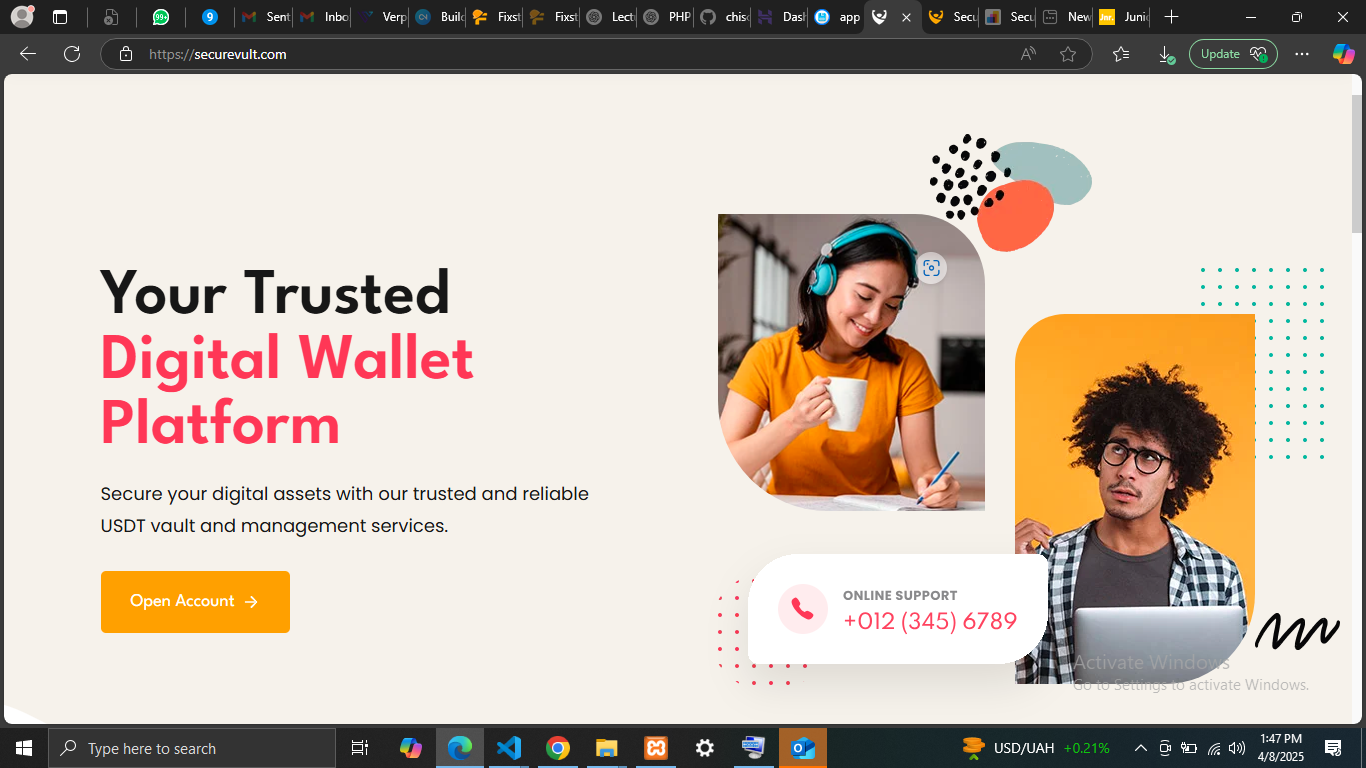 99+
9
Sent
Inbo
Verp
Build
Fixst
Fixst
Lect
PHP
chisc
Dash
app
Secu
Secu
New
Jnr.
Juni
https://securevult.com
Update
Your Trusted
Digital Wallet
Platform
Secure your digital assets with our trusted and reliable
USDT vault and management services.
Open Account
ONLINE SUPPORT
+012 (345) 6789
Activate Windows
Go to Settings to activate Windows.
Type here to search
USD/UAH +0.21%
1:47 PM
4/8/2025